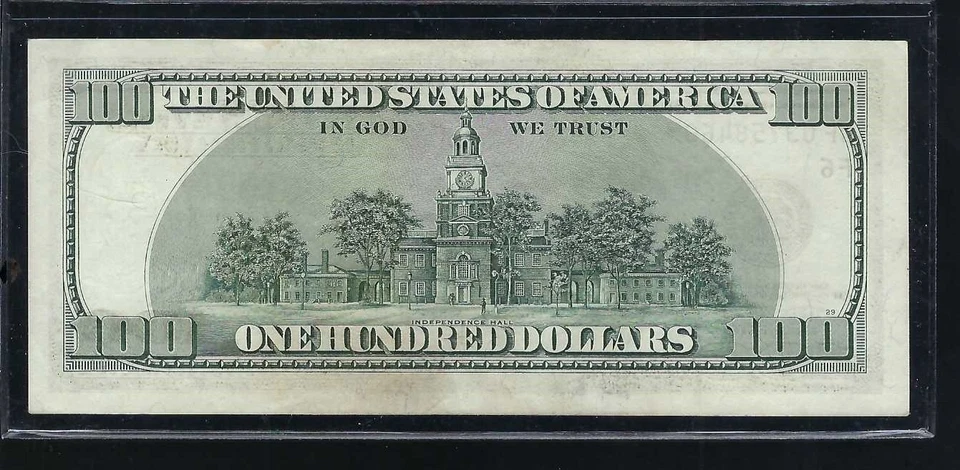 100 THE UNITED STATES OF AMERICA 100
IN GOD WE TRUST
29
INDEPENDENCE HALL
100 ONE HUNDRED DOLLARS 100